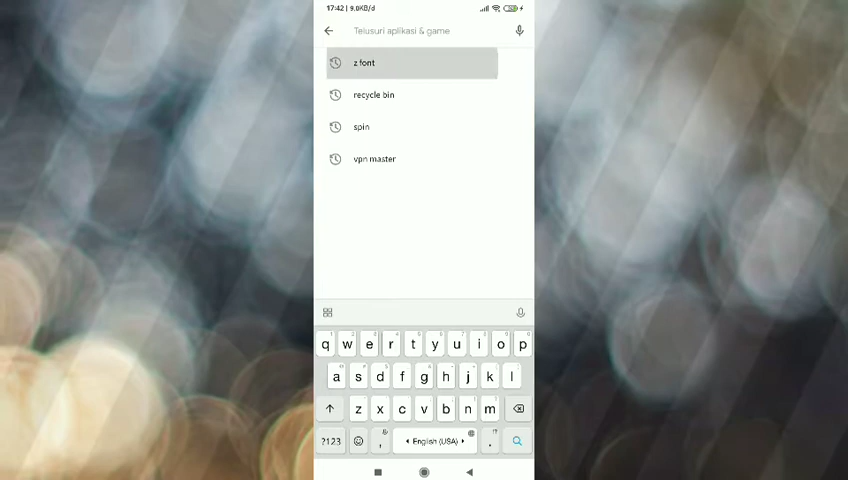 17:42 | 9.0KB/d
Telusuri aplikasi & game
z font
recycle bin
spin
vpn master
q w e r t y u i o p
a s d f g h j k l
z x c v b n m
?123 , English (USA) .